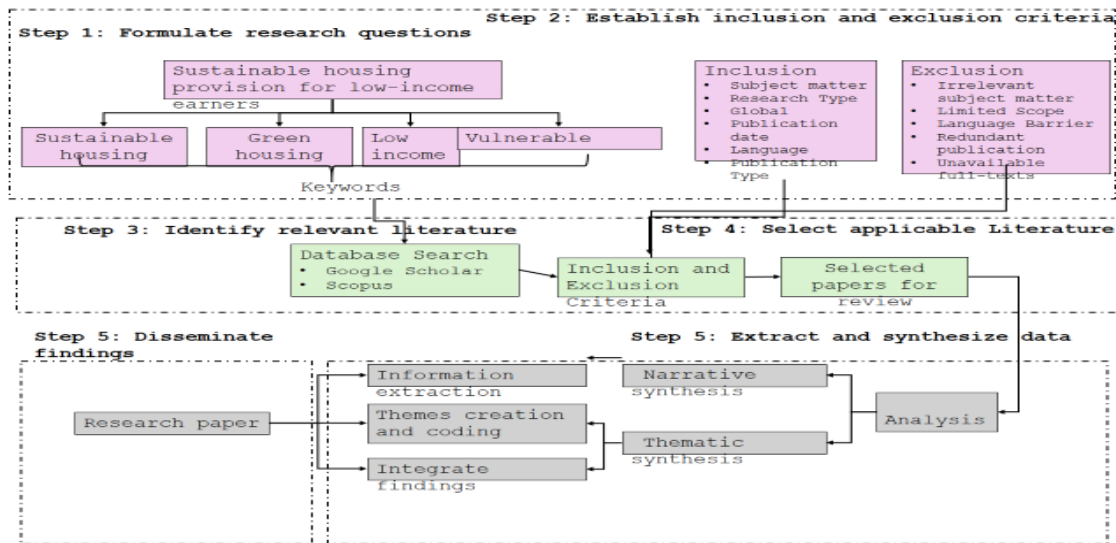 Step 2: Establish inclusion and exclusion criteria
Step 1: Formulate research questions
Sustainable housing
provision for low-income
earners
Sustainable
housing
Green
housing
Low
income
Vulnerable
Keywords
Inclusion
• Subject matter
• Research Type
• Global
• Publication
date
• Language
• Publication
Type
Exclusion
• Irrelevant
subject matter
• Limited Scope
• Language Barrier
• Redundant
publication
• Unavailable
full-texts
Step 3: Identify relevant literature
Step 4: Select applicable Literature
Database Search
• Google Scholar
• Scopus
Inclusion and
Exclusion
Criteria
Selected
papers for
review
Step 5: Disseminate
findings
Step 5: Extract and synthesize data
Research paper
Information
extraction
Themes creation
and coding
Integrate
findings
Narrative
synthesis
Thematic
synthesis
Analysis